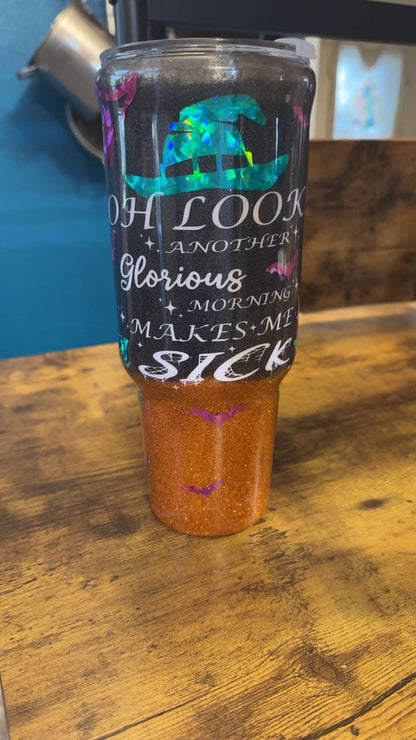 OH LOOK
ANOTHER
Glorious
MORNING
MAKES ME
SICK